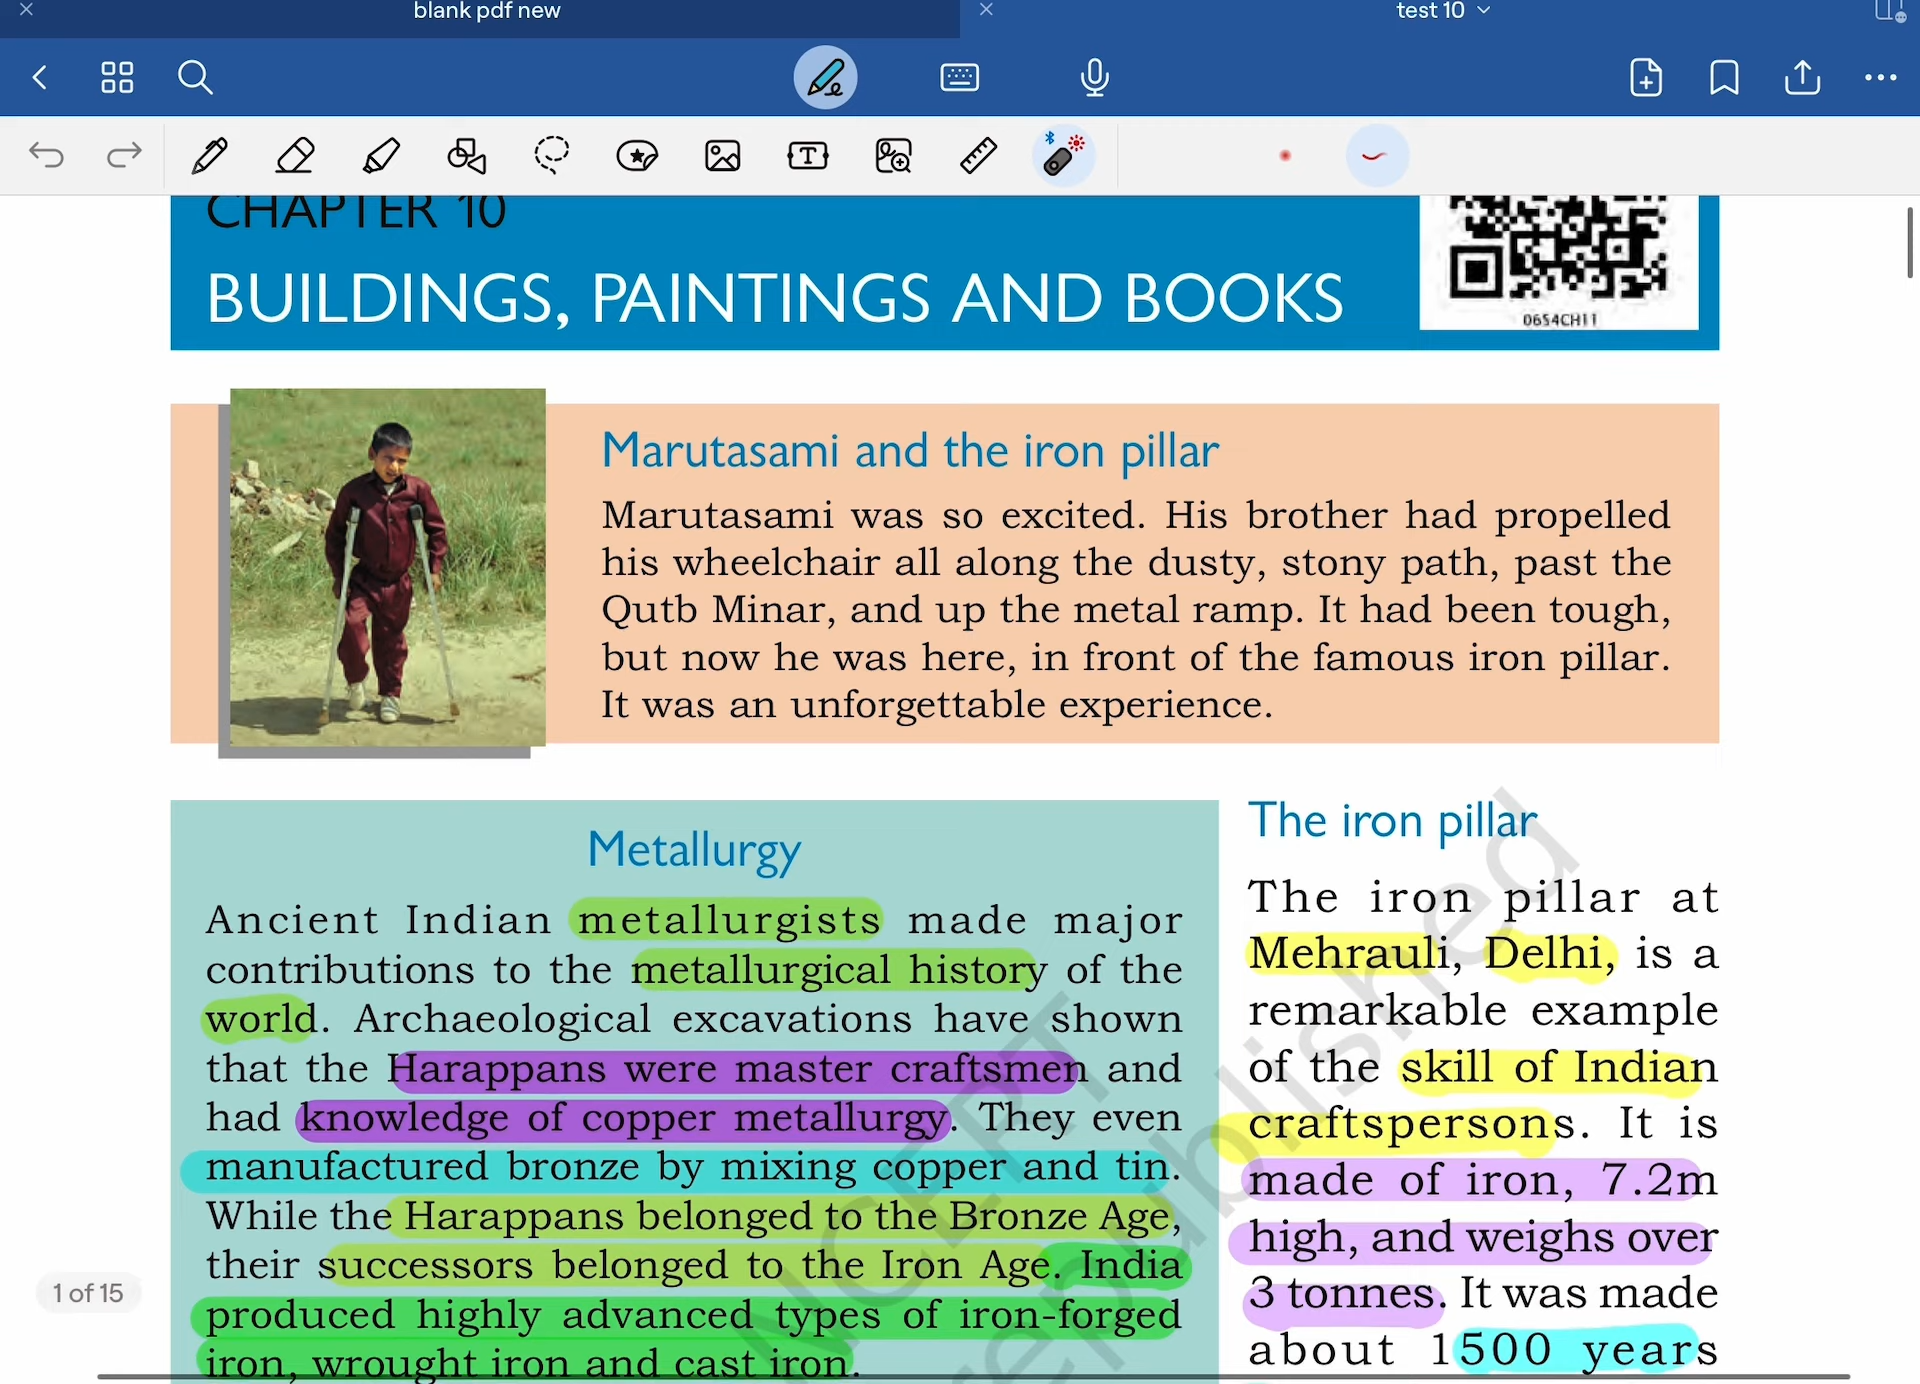 blank pdf new
test 10
CHAPTER 10
BUILDINGS, PAINTINGS AND BOOKS
0654CH11
Marutasami and the iron pillar
Marutasami was so excited. His brother had propelled
his wheelchair all along the dusty, stony path, past the
Qutb Minar, and up the metal ramp. It had been tough,
but now he was here, in front of the famous iron pillar.
It was an unforgettable experience.
Metallurgy
Ancient Indian metallurgists made major
contributions to the metallurgical history of the
world. Archaeological excavations have shown
that the Harappans were master craftsmen and
had knowledge of copper metallurgy. They even
manufactured bronze by mixing copper and tin.
While the Harappans belonged to the Bronze Age,
their successors belonged to the Iron Age. India
produced highly advanced types of iron-forged
iron, wrought iron and cast iron.
The iron pillar
The iron pillar at
Mehrauli, Delhi, is a
remarkable example
of the skill of Indian
craftspersons. It is
made of iron, 7.2m
high, and weighs over
3 tonnes. It was made
about 1500 years
NCERT
republished
1 of 15